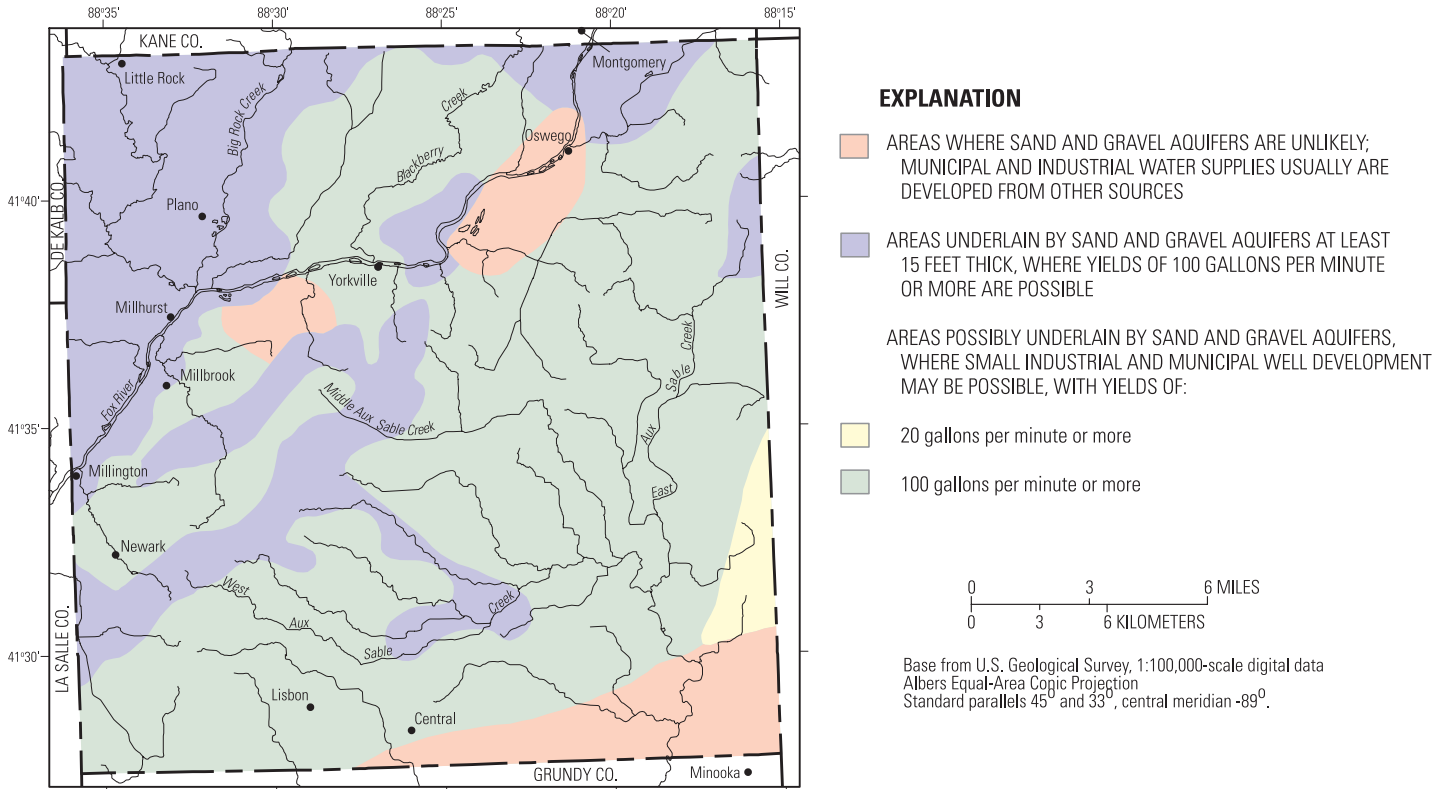 88°35'
88°25'
88°20'
88°15'
KANE CO.
Little Rock
Montgomery
Big Rock Creek
Blackberry
Creek
Oswego
41°40'
DE KALB CO.
Plano
Yorkville
WILL CO.
Millhurst
Millbrook
Fox River
Middle Aux Sable Creek
Aux
Sable
Creek
41°35'
Millington
East
Newark
West
Aux
Sable
Creek
LA SALLE CO.
41°30'
Lisbon
Central
GRUNDY CO.
Minooka
EXPLANATION
AREAS WHERE SAND AND GRAVEL AQUIFERS ARE UNLIKELY;
MUNICIPAL AND INDUSTRIAL WATER SUPPLIES USUALLY ARE
DEVELOPED FROM OTHER SOURCES
AREAS UNDERLAIN BY SAND AND GRAVEL AQUIFERS AT LEAST
15 FEET THICK, WHERE YIELDS OF 100 GALLONS PER MINUTE
OR MORE ARE POSSIBLE
AREAS POSSIBLY UNDERLAIN BY SAND AND GRAVEL AQUIFERS,
WHERE SMALL INDUSTRIAL AND MUNICIPAL WELL DEVELOPMENT
MAY BE POSSIBLE, WITH YIELDS OF:
20 gallons per minute or more
100 gallons per minute or more
0 3 6 MILES
0 3 6 KILOMETERS
Base from U.S. Geological Survey, 1:100,000-scale digital data
Albers Equal-Area Copic Projection
Standard parallels 45° and 33°, central meridian -89°.